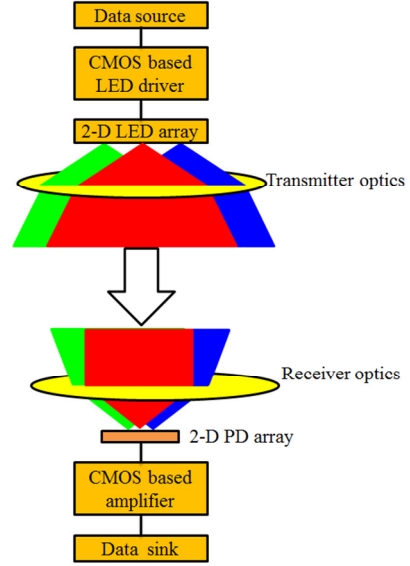 Data source
CMOS based
LED driver
2-D LED array
Transmitter optics
Receiver optics
2-D PD array
CMOS based
amplifier
Data sink